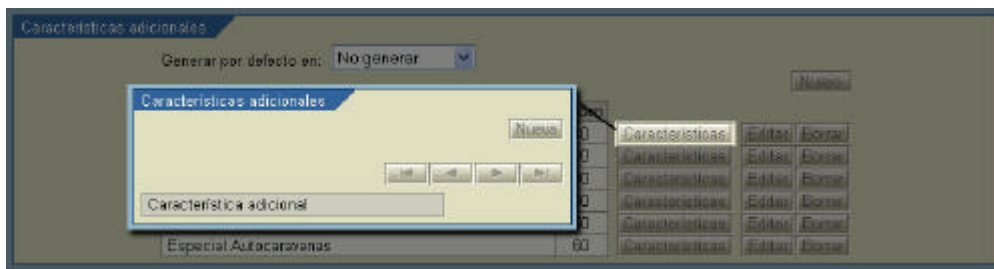 Características adicionales
Generar por defecto en: No generar
Nuevo
Características adicionales
Nueva
Características Editar Borrar
Características Editar Borrar
Características Editar Borrar
Característica adicional
Características Editar Borrar
Características Editar Borrar
Especial Autocaravanas 60 Características Editar Borrar